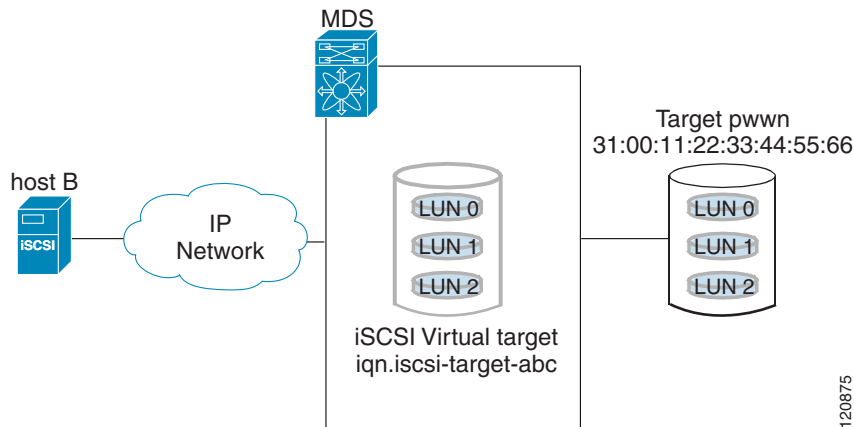 MDS
Target pwwn
31:00:11:22:33:44:55:66
host B
iSCSI
IP
Network
LUN 0
LUN 1
LUN 2
iSCSI Virtual target
iqn.iscsi-target-abc
LUN 0
LUN 1
LUN 2
120875